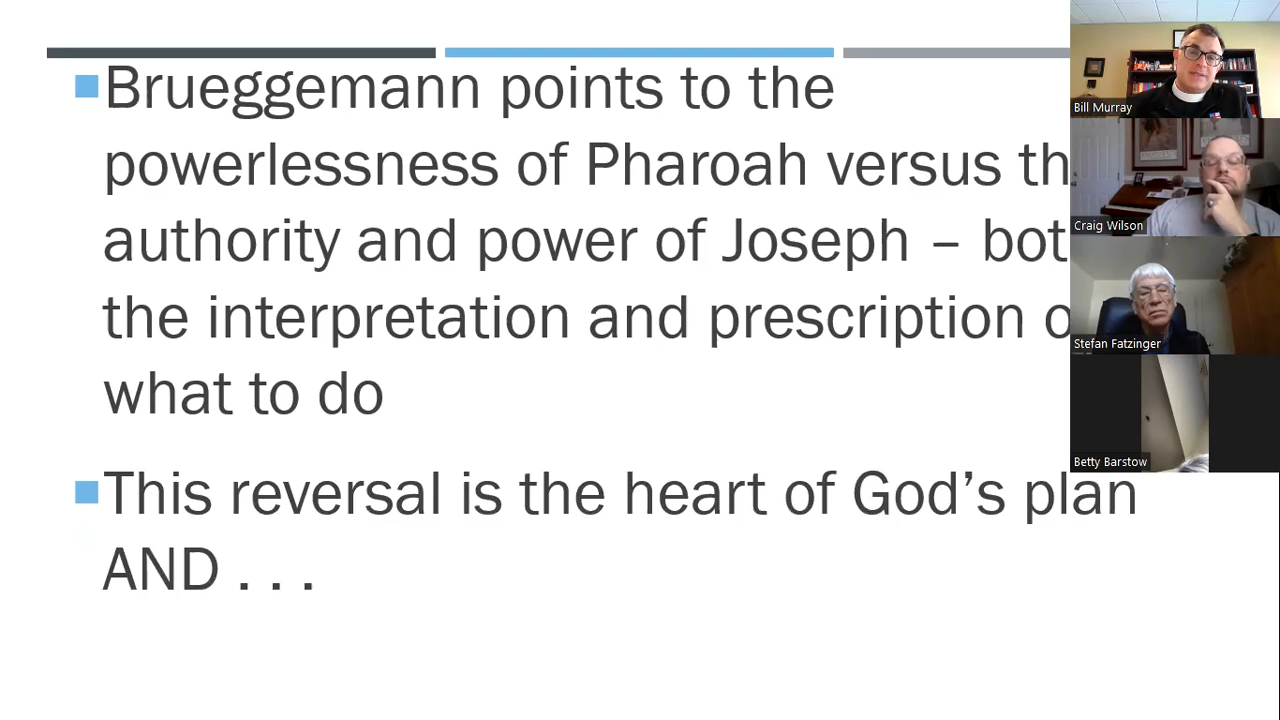 Brueggemann points to the
powerlessness of Pharoah versus th
authority and power of Joseph – bot
the interpretation and prescription o
what to do
This reversal is the heart of God’s plan
AND . . .
Bill Murray
Craig Wilson
Stefan Fatzinger
Betty Barstow